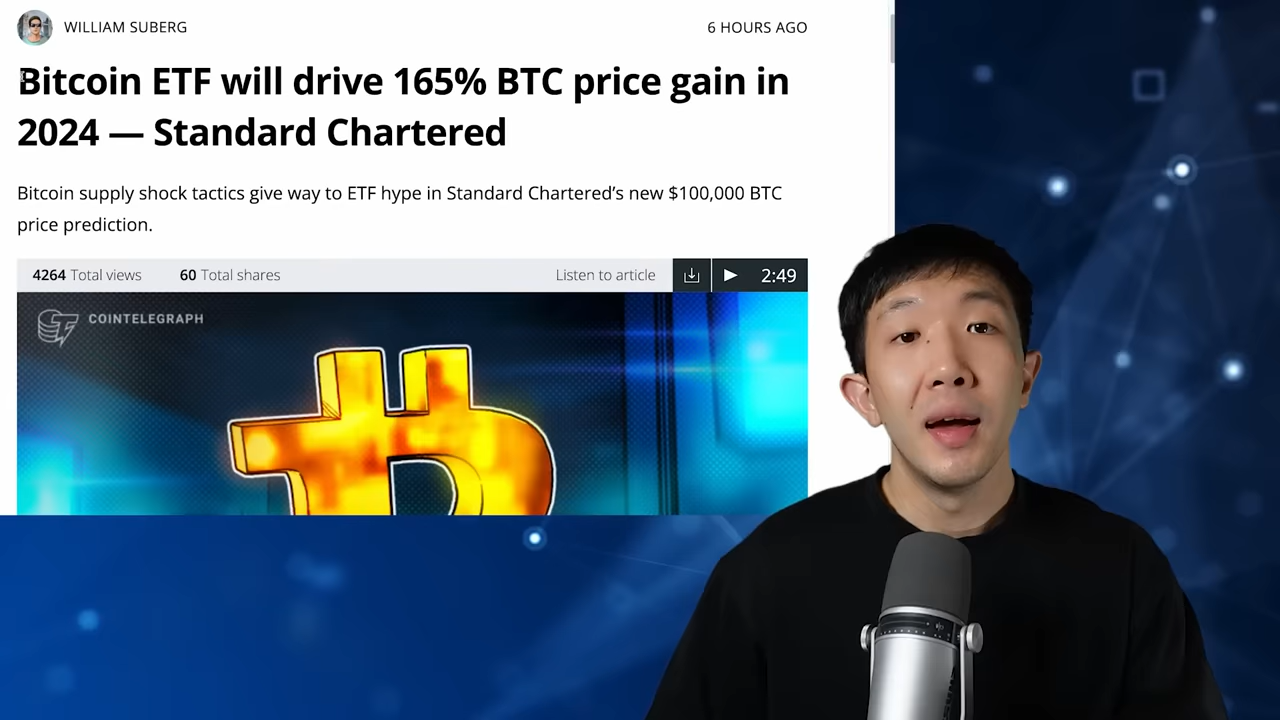 WILLIAM SUBERG 6 HOURS AGO
Bitcoin ETF will drive 165% BTC price gain in
2024 — Standard Chartered
Bitcoin supply shock tactics give way to ETF hype in Standard Chartered’s new $100,000 BTC
price prediction.
4264 Total views 60 Total shares Listen to article 2:49
COINTELEGRAPH